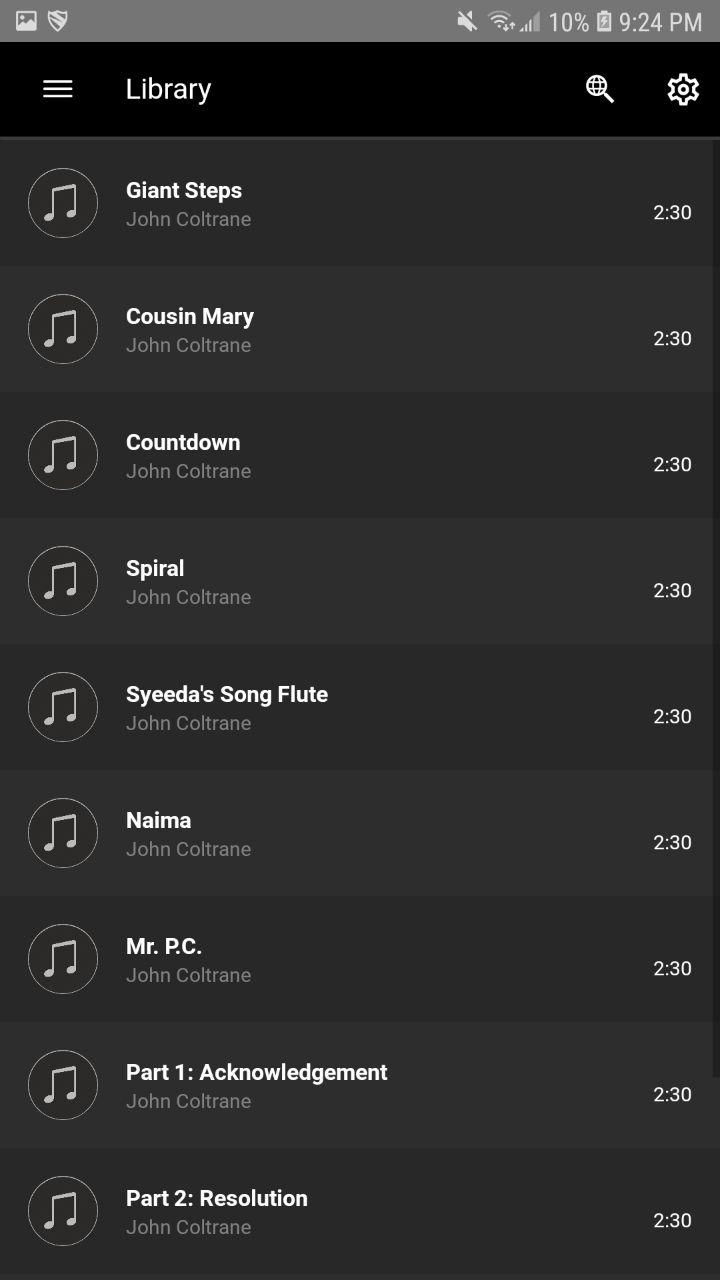 10% 9:24 PM
Library
Giant Steps
John Coltrane
2:30
Cousin Mary
John Coltrane
2:30
Countdown
John Coltrane
2:30
Spiral
John Coltrane
2:30
Syeeda's Song Flute
John Coltrane
2:30
Naima
John Coltrane
2:30
Mr. P.C.
John Coltrane
2:30
Part 1: Acknowledgement
John Coltrane
2:30
Part 2: Resolution
John Coltrane
2:30